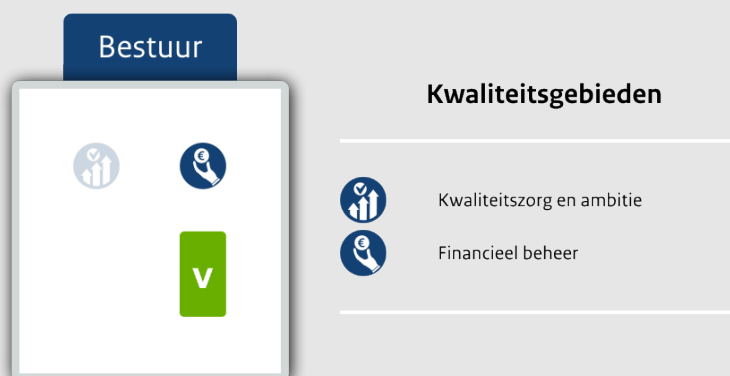 Bestuur
V
Kwaliteitsgebieden
Kwaliteitszorg en ambitie
Financieel beheer